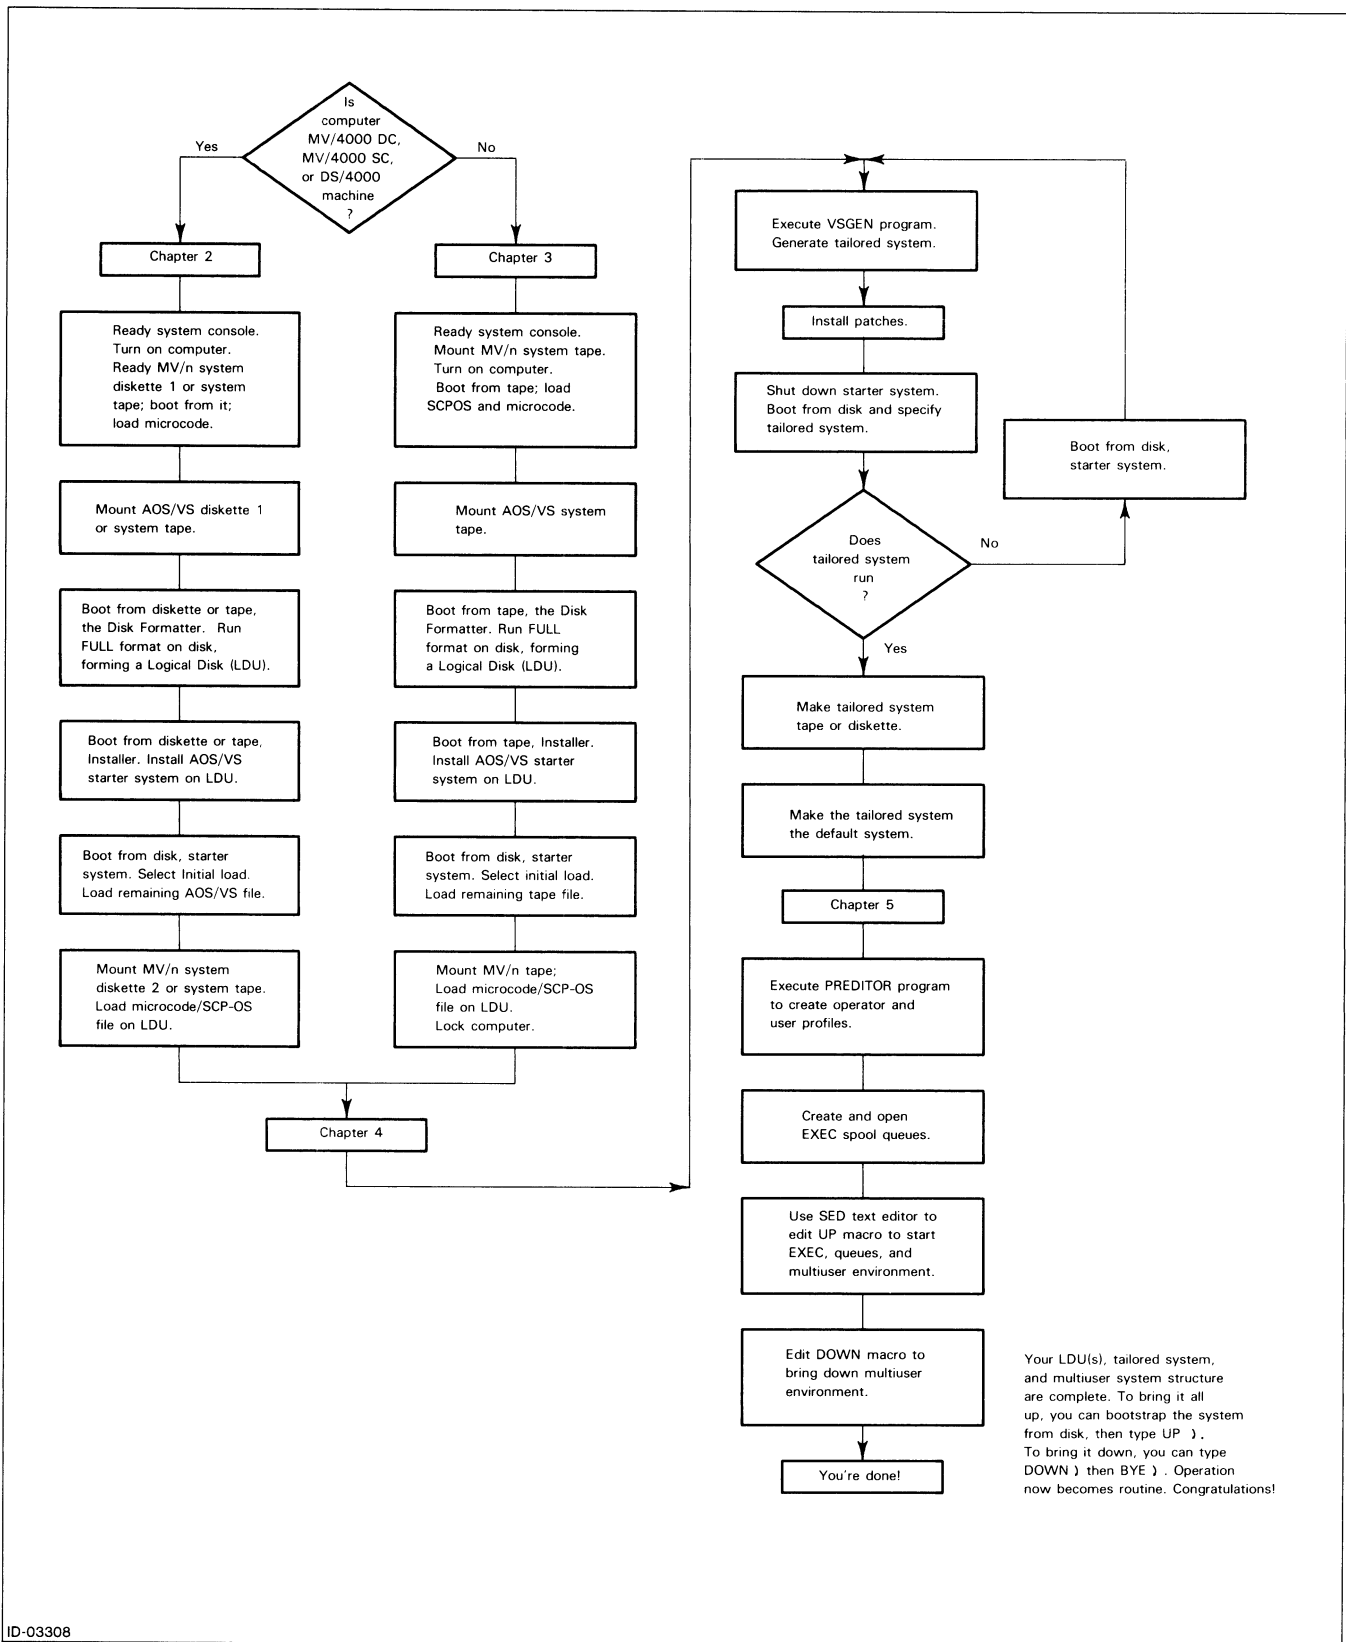 Is
computer
MV/4000 DC,
MV/4000 SC,
or DS/4000
machine
?
Yes
No
Chapter 2
Ready system console.
Turn on computer.
Ready MV/n system
diskette 1 or system
tape; boot from it;
load microcode.
Mount AOS/VS diskette 1
or system tape.
Boot from diskette or tape,
the Disk Formatter. Run
FULL format on disk,
forming a Logical Disk (LDU).
Boot from diskette or tape,
Installer. Install AOS/VS
starter system on LDU.
Boot from disk, starter
system. Select Initial load.
Load remaining AOS/VS file.
Mount MV/n system
diskette 2 or system tape.
Load microcode/SCP-OS
file on LDU.
Chapter 3
Ready system console.
Mount MV/n system tape.
Turn on computer.
Boot from tape; load
SCPOS and microcode.
Mount AOS/VS system
tape.
Boot from tape, the Disk
Formatter. Run FULL
format on disk, forming
a Logical Disk (LDU).
Boot from tape, Installer.
Install AOS/VS starter
system on LDU.
Boot from disk, starter
system. Select initial load.
Load remaining tape file.
Mount MV/n tape;
Load microcode/SCP-OS
file on LDU.
Lock computer.
Chapter 4
Execute VSGEN program.
Generate tailored system.
Install patches.
Shut down starter system.
Boot from disk and specify
tailored system.
Does
tailored system
run
?
No
Boot from disk,
starter system.
Yes
Make tailored system
tape or diskette.
Make the tailored system
the default system.
Chapter 5
Execute PREDITOR program
to create operator and
user profiles.
Create and open
EXEC spool queues.
Use SED text editor to
edit UP macro to start
EXEC, queues, and
multiuser environment.
Edit DOWN macro to
bring down multiuser
environment.
You're done!
Your LDU(s), tailored system,
and multiuser system structure
are complete. To bring it all
up, you can bootstrap the system
from disk, then type UP ).
To bring it down, you can type
DOWN ) then BYE ) . Operation
now becomes routine. Congratulations!
ID-03308